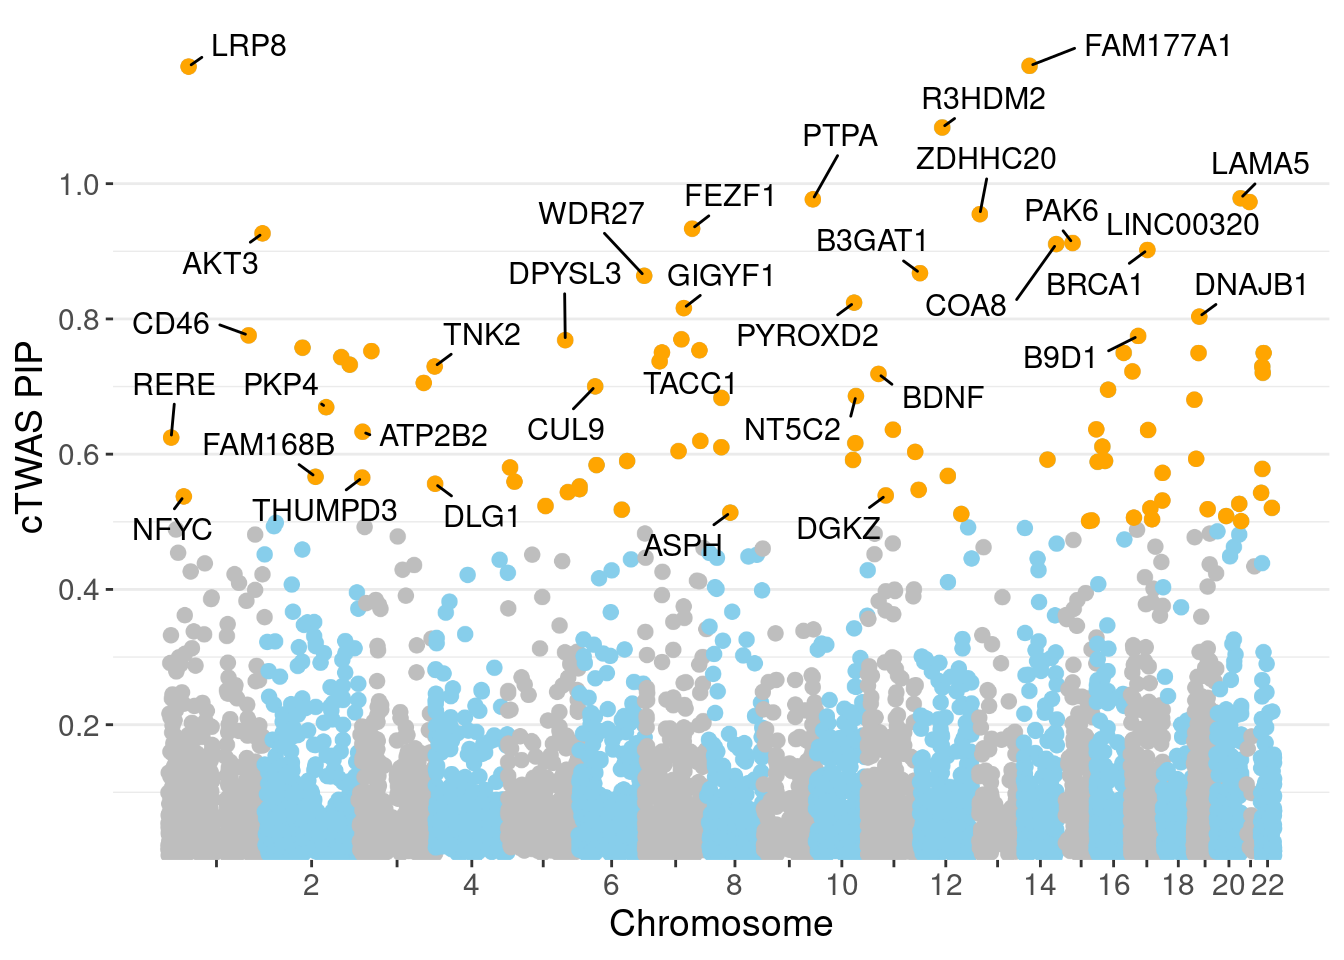 LRP8
FAM177A1
R3HDM2
PTPA
ZDHHC20
LAMA5
1.0
FEZF1
WDR27
PAK6
LINC00320
B3GAT1
AKT3
DPYSL3
GIGYF1
COA8
BRCA1
DNAJB1
0.8
CD46
TNK2
PYROXD2
B9D1
RERE
PKP4
TACC1
BDNF
CUL9
NT5C2
FAM168B
ATP2B2
0.6
THUMPD3
DLG1
NFYC
ASPH
DGKZ
0.4
0.2
cTWAS PIP
2
4
6
8
10
12
14
16
18
20
22
Chromosome